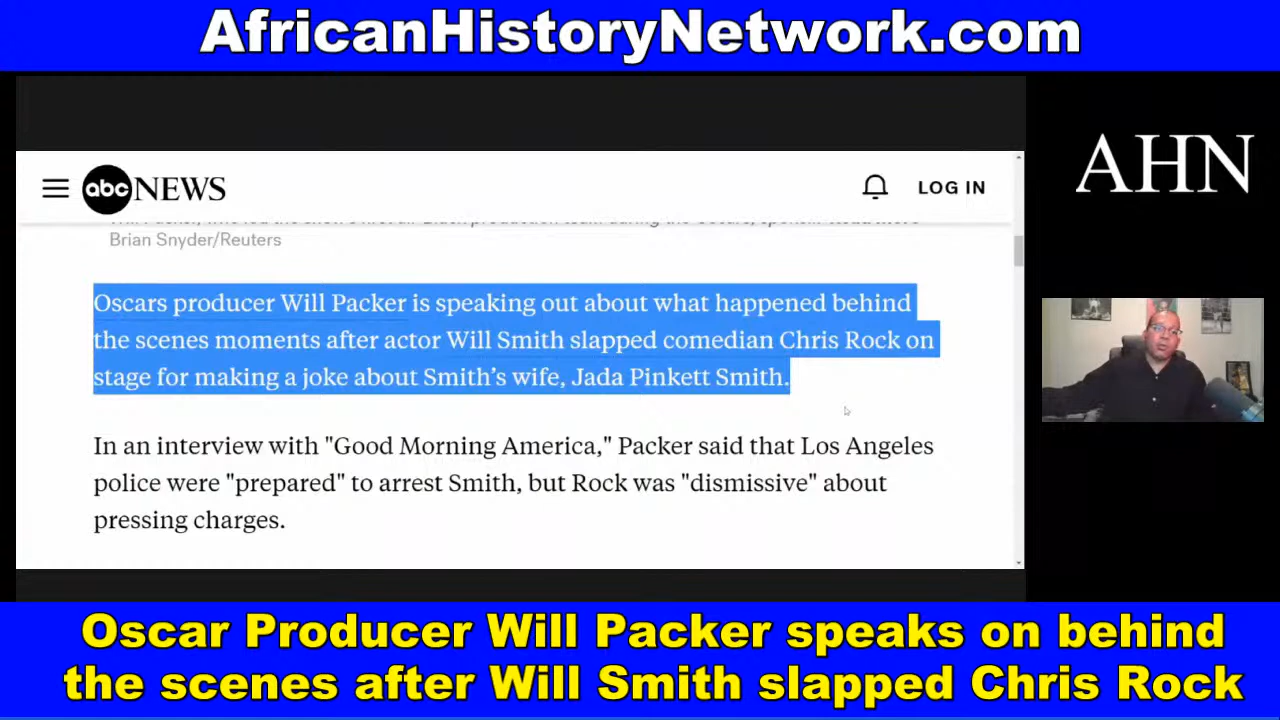 AfricanHistoryNetwork.com
AHN
abc NEWS
LOG IN
Brian Snyder/Reuters
Oscars producer Will Packer is speaking out about what happened behind
the scenes moments after actor Will Smith slapped comedian Chris Rock on
stage for making a joke about Smith’s wife, Jada Pinkett Smith.
In an interview with "Good Morning America," Packer said that Los Angeles
police were "prepared" to arrest Smith, but Rock was "dismissive" about
pressing charges.
Oscar Producer Will Packer speaks on behind
the scenes after Will Smith slapped Chris Rock